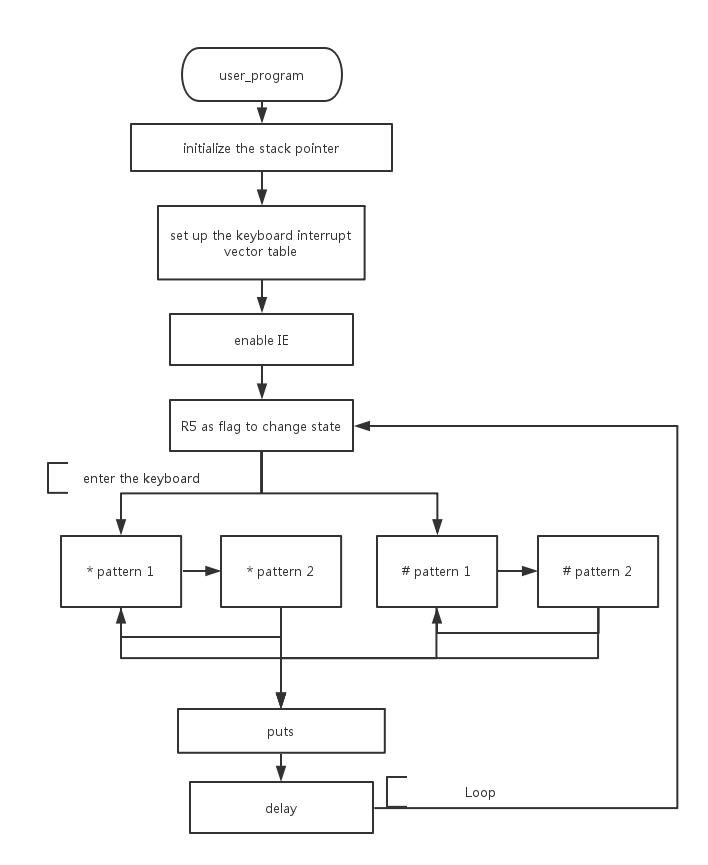 user_program
initialize the stack pointer
set up the keyboard interrupt
vector table
enable IE
R5 as flag to change state
enter the keyboard
* pattern 1
* pattern 2
# pattern 1
# pattern 2
puts
delay
Loop